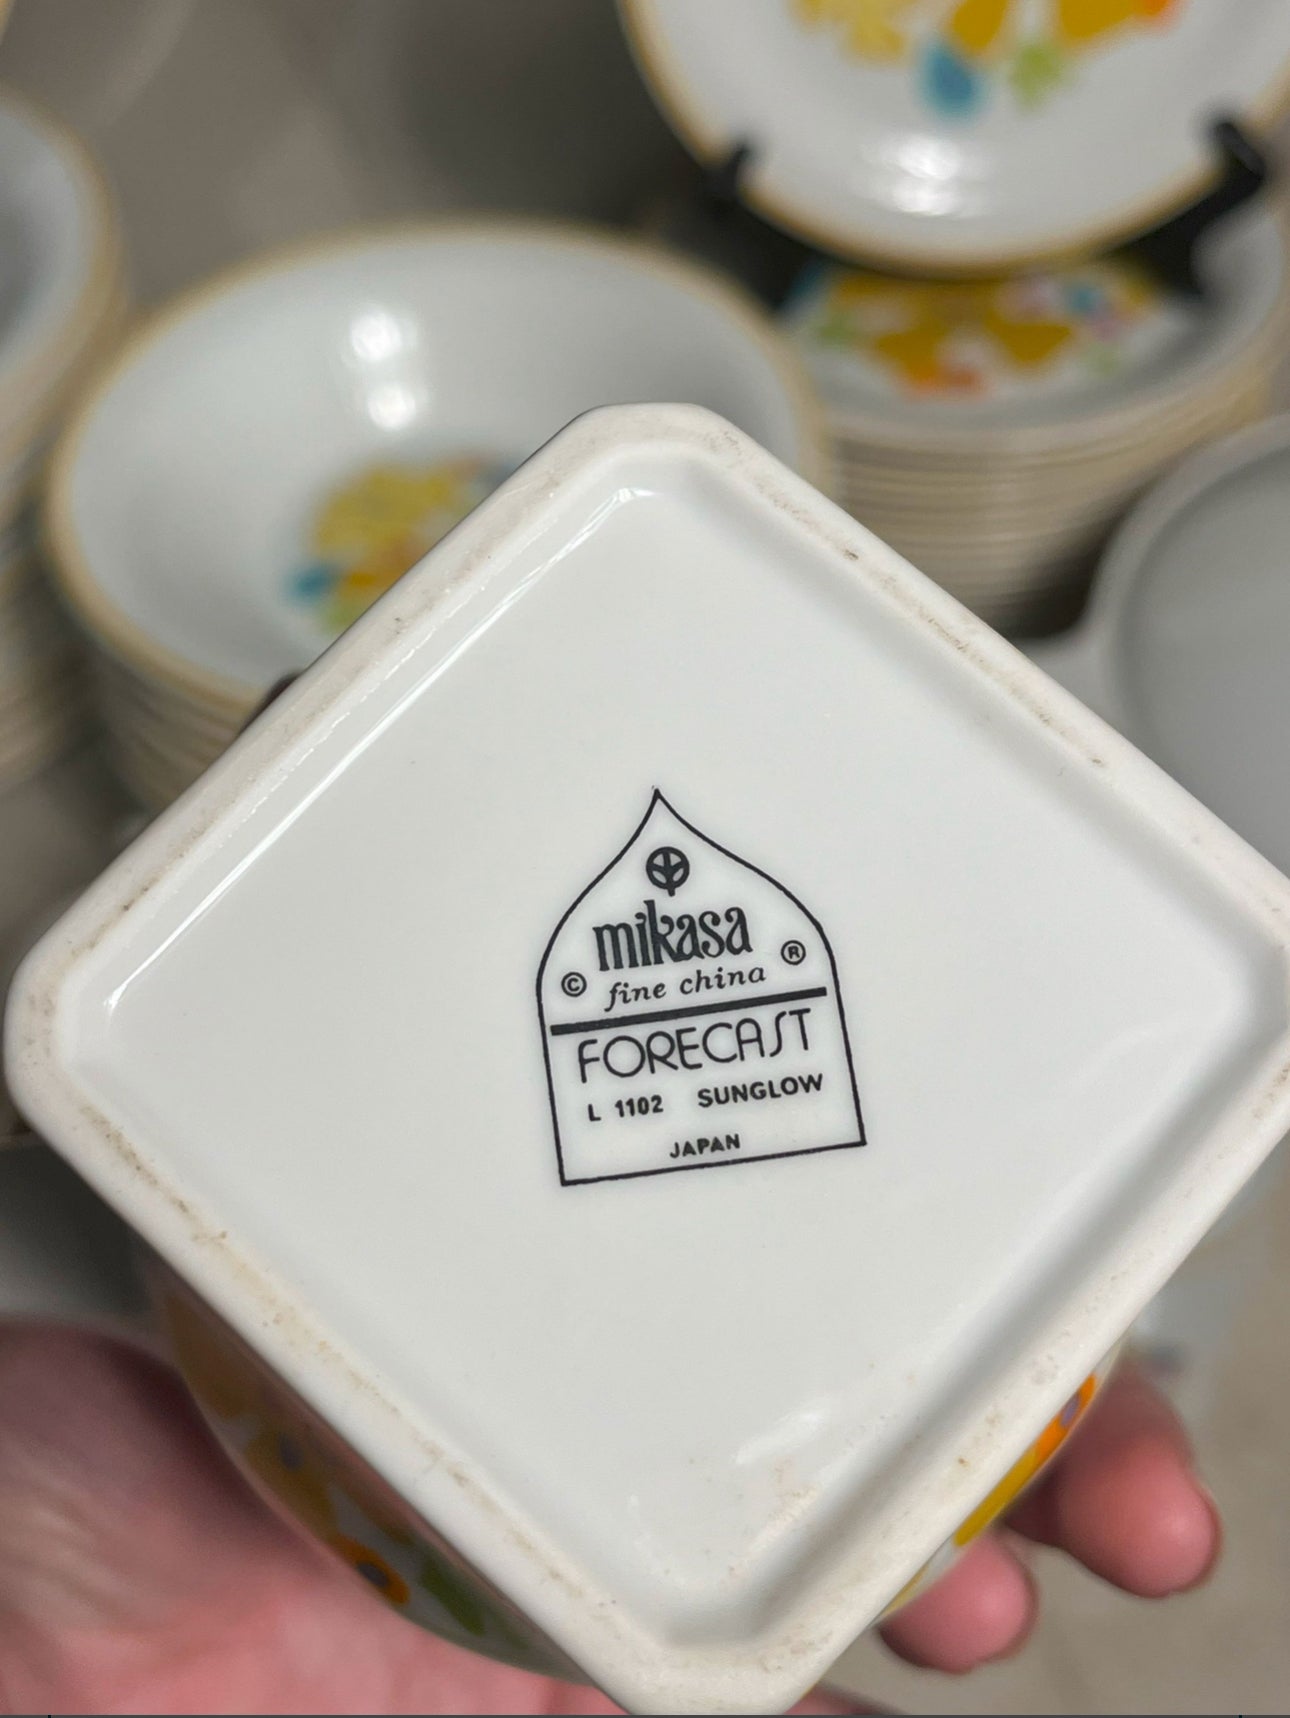 mikasa
© fine china ®
FORECAST
L 1102 SUNGLOW
JAPAN